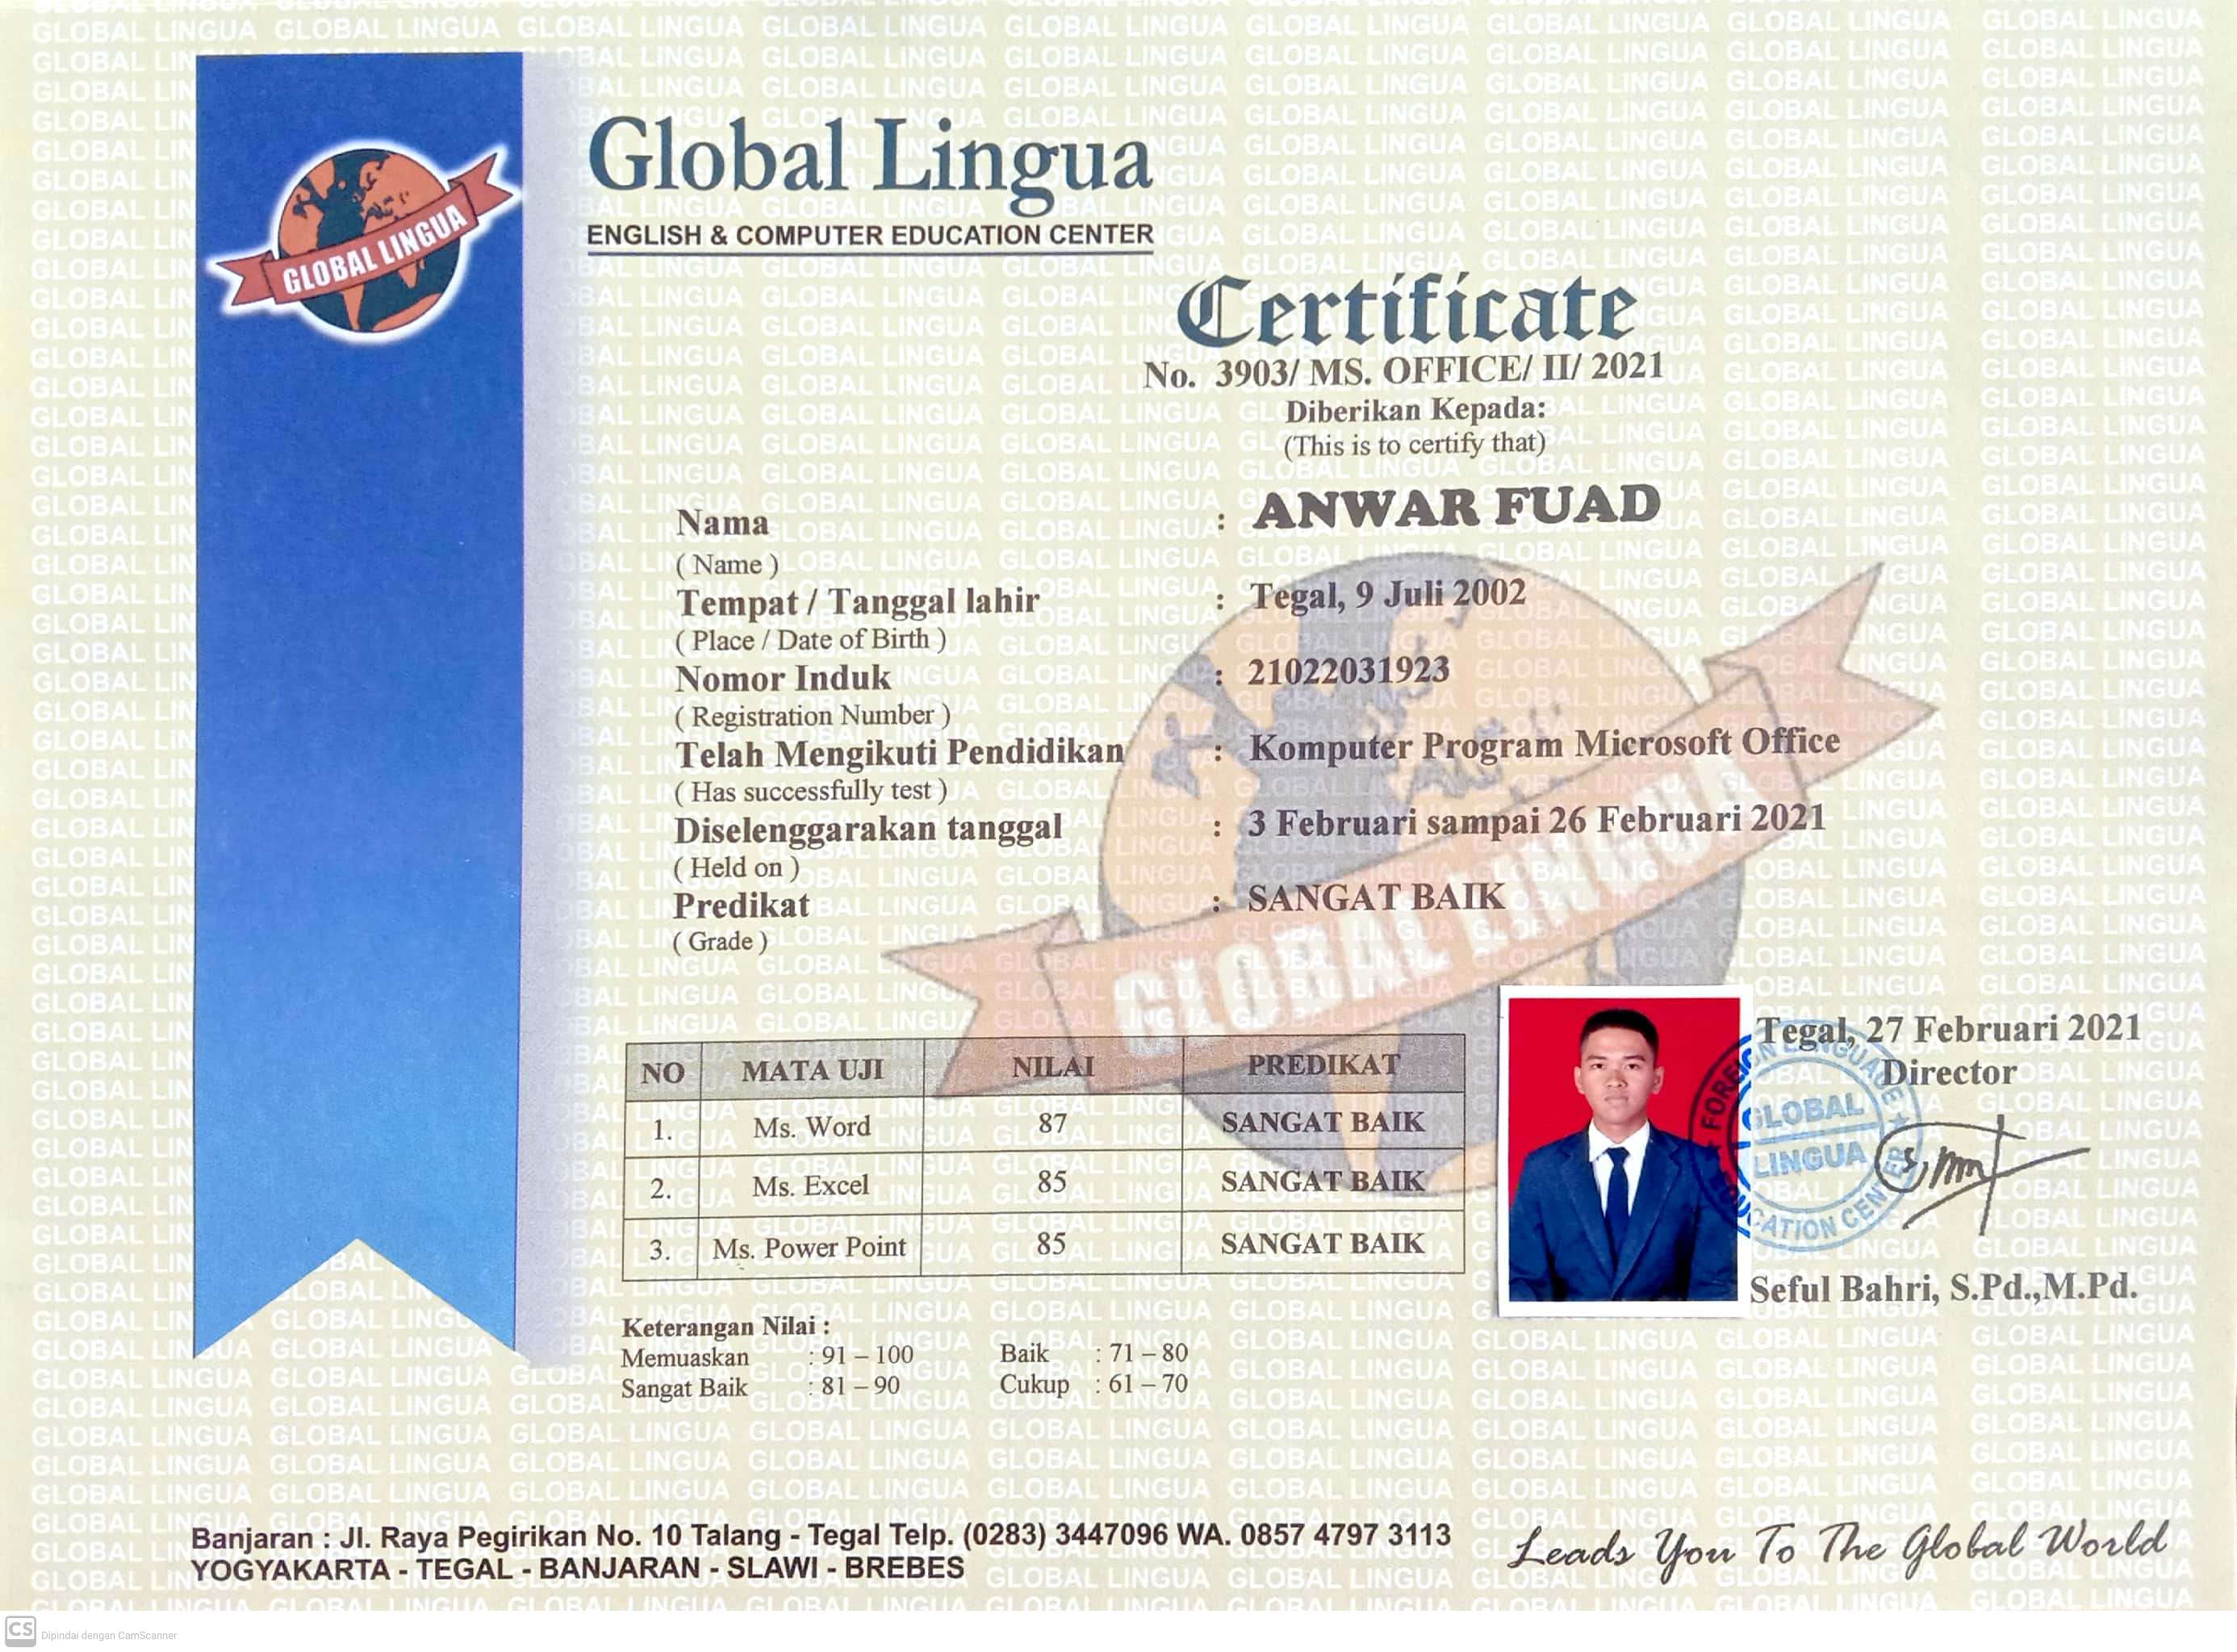 GLOBAL LINGUA
Global Lingua
ENGLISH & COMPUTER EDUCATION CENTER
Certificate
No. 3903/ MS. OFFICE/ II/ 2021
Diberikan Kepada:
(This is to certify that)
Nama : ANWAR FUAD
( Name )
Tempat / Tanggal lahir : Tegal, 9 Juli 2002
( Place / Date of Birth )
Nomor Induk : 21022031923
( Registration Number )
Telah Mengikuti Pendidikan : Komputer Program Microsoft Office
( Has successfully test )
Diselenggarakan tanggal : 3 Februari sampai 26 Februari 2021
( Held on )
Predikat : SANGAT BAIK
( Grade )
GLOBAL LINGUA
NO MATA UJI NILAI PREDIKAT
1. Ms. Word 87 SANGAT BAIK
2. Ms. Excel 85 SANGAT BAIK
3. Ms. Power Point 85 SANGAT BAIK
Tegal, 27 Februari 2021
Director
GLOBAL
LINGUA
Seful Bahri, S.Pd.,M.Pd.
Keterangan Nilai :
Memuaskan : 91 – 100 Baik : 71 – 80
Sangat Baik : 81 – 90 Cukup : 61 – 70
Banjaran : Jl. Raya Pegirikan No. 10 Talang - Tegal Telp. (0283) 3447096 WA. 0857 4797 3113
YOGYAKARTA - TEGAL - BANJARAN - SLAWI - BREBES
Leads You To The Global World
CS Dipindai dengan CamScanner